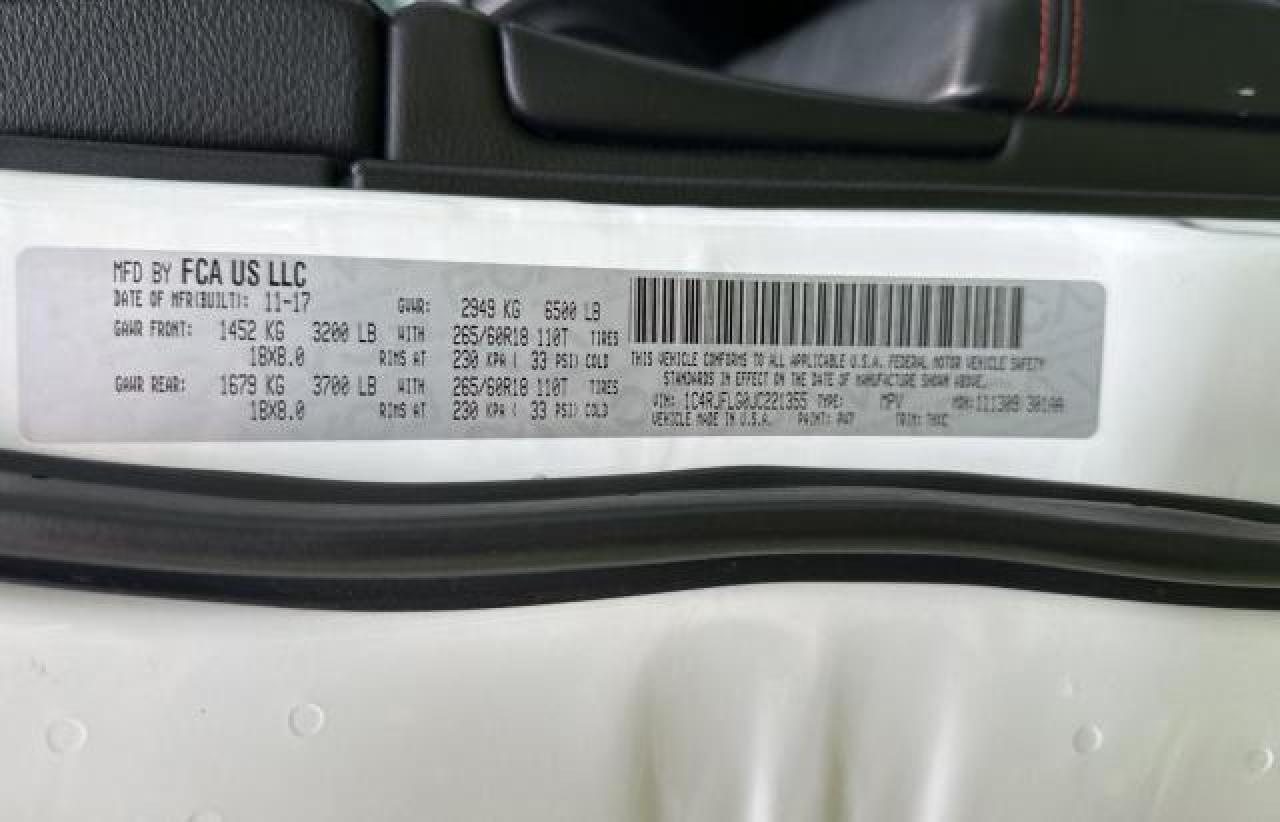 MFD BY FCA US LLC
DATE OF MFR(BUILT): 11-17 GVWR: 2949 KG 6500 LB
GAWR FRONT: 1452 KG 3200 LB WITH 265/60R18 110T TIRES
18X8.0 RIMS AT 230 KPA ( 33 PSI) COLD
GAWR REAR: 1679 KG 3700 LB WITH 265/60R18 110T TIRES
18X8.0 RIMS AT 230 KPA ( 33 PSI) COLD
THIS VEHICLE CONFORMS TO ALL APPLICABLE U.S.A. FEDERAL MOTOR VEHICLE SAFETY
STANDARDS IN EFFECT ON THE DATE OF MANUFACTURE SHOWN ABOVE.
VIN: 1C4RJFLG0JC221355 TYPE: MPV MDH: 111309 301AA
VEHICLE MADE IN U.S.A. PAINT: PW7 TRIM: